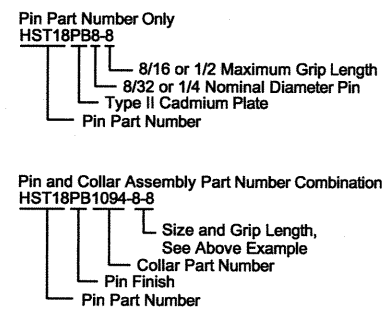 Pin Part Number Only
HST18PB8-8
8/16 or 1/2 Maximum Grip Length
8/32 or 1/4 Nominal Diameter Pin
Type II Cadmium Plate
Pin Part Number
Pin and Collar Assembly Part Number Combination
HST18PB1094-8-8
Size and Grip Length,
See Above Example
Collar Part Number
Pin Finish
Pin Part Number